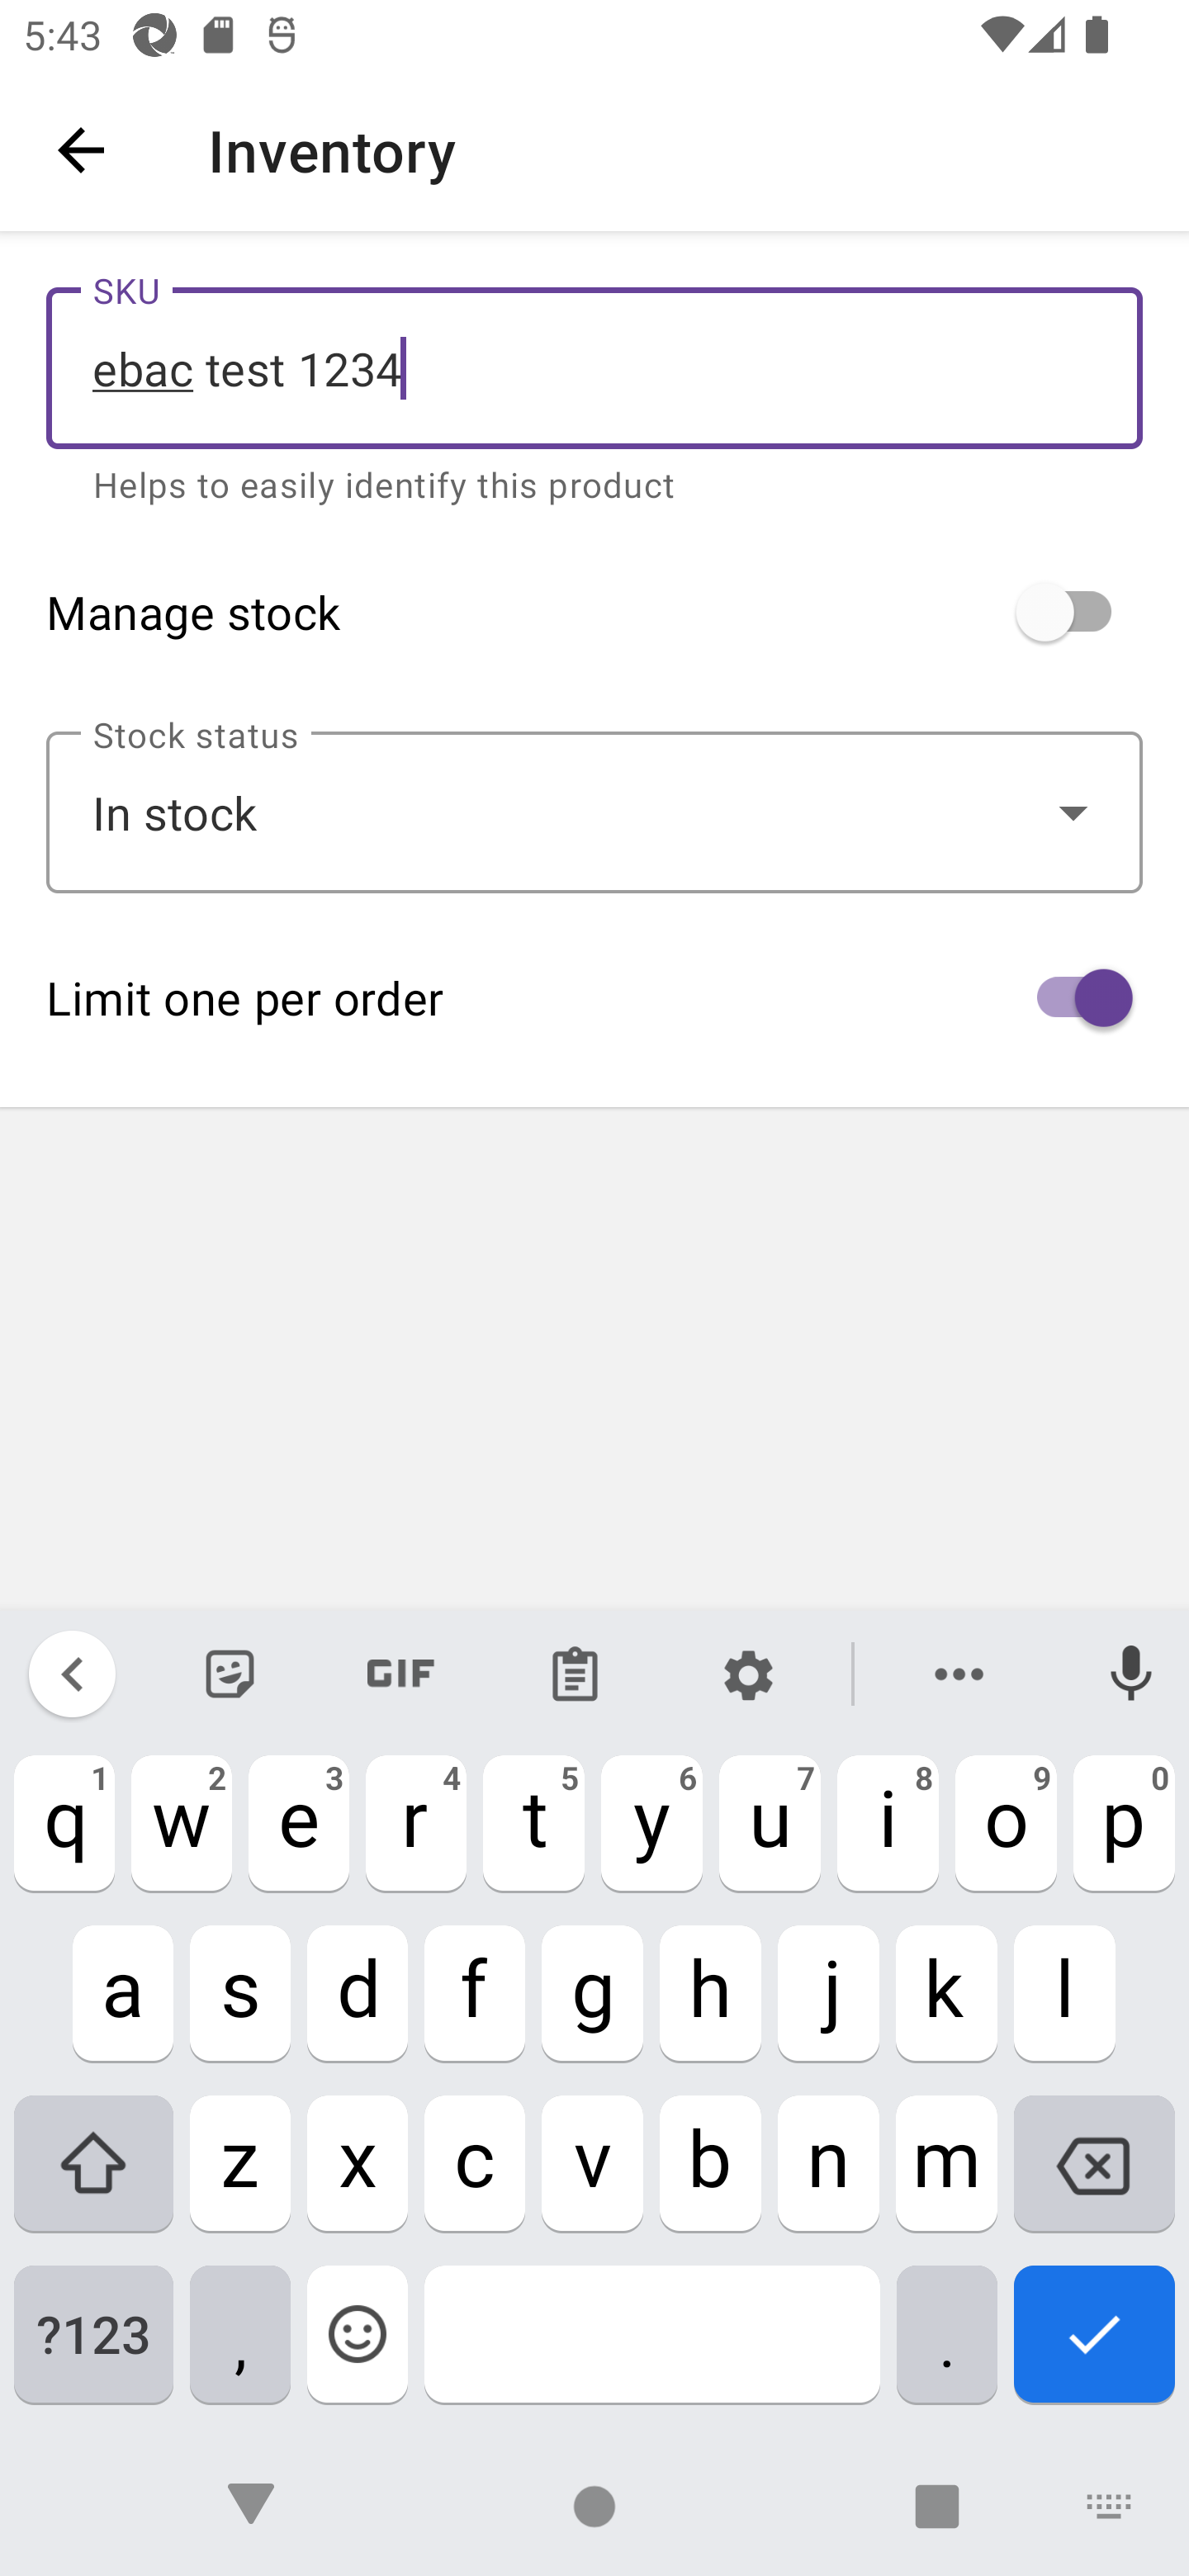 5:43
Inventory
SKU
ebac test 1234
Helps to easily identify this product
Manage stock
Stock status
In stock
Limit one per order
GIF
1 2 3 4 5 6 7 8 9 0
q w e r t y u i o p
a s d f g h j k l
z x c v b n m
?123 , .